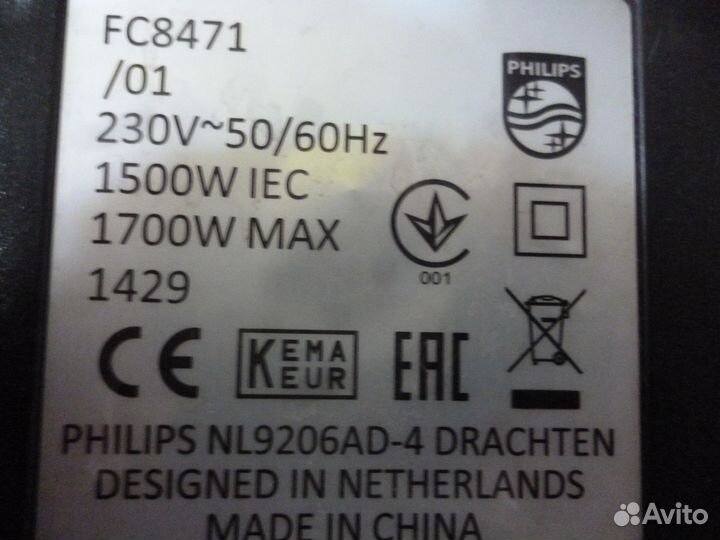 FC8471
/01
PHILIPS
230V~50/60Hz
1500W IEC
1700W MAX
001
1429
CE
KEMA
EUR
EAC
PHILIPS NL9206AD-4 DRACHTEN
DESIGNED IN NETHERLANDS
MADE IN CHINA
Avito